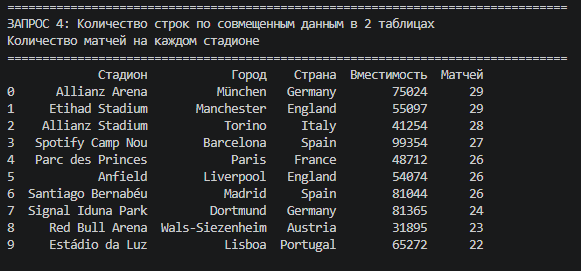 ================================================================================
ЗАПРОС 4: Количество строк по совмещенным данным в 2 таблицах
Количество матчей на каждом стадионе
================================================================================
Стадион Город Страна Вместимость Матчей
0 Allianz Arena München Germany 75024 29
1 Etihad Stadium Manchester England 55097 29
2 Allianz Stadium Torino Italy 41254 28
3 Spotify Camp Nou Barcelona Spain 99354 27
4 Parc des Princes Paris France 48712 26
5 Anfield Liverpool England 54074 26
6 Santiago Bernabéu Madrid Spain 81044 26
7 Signal Iduna Park Dortmund Germany 81365 24
8 Red Bull Arena Wals-Siezenheim Austria 31895 23
9 Estádio da Luz Lisboa Portugal 65272 22